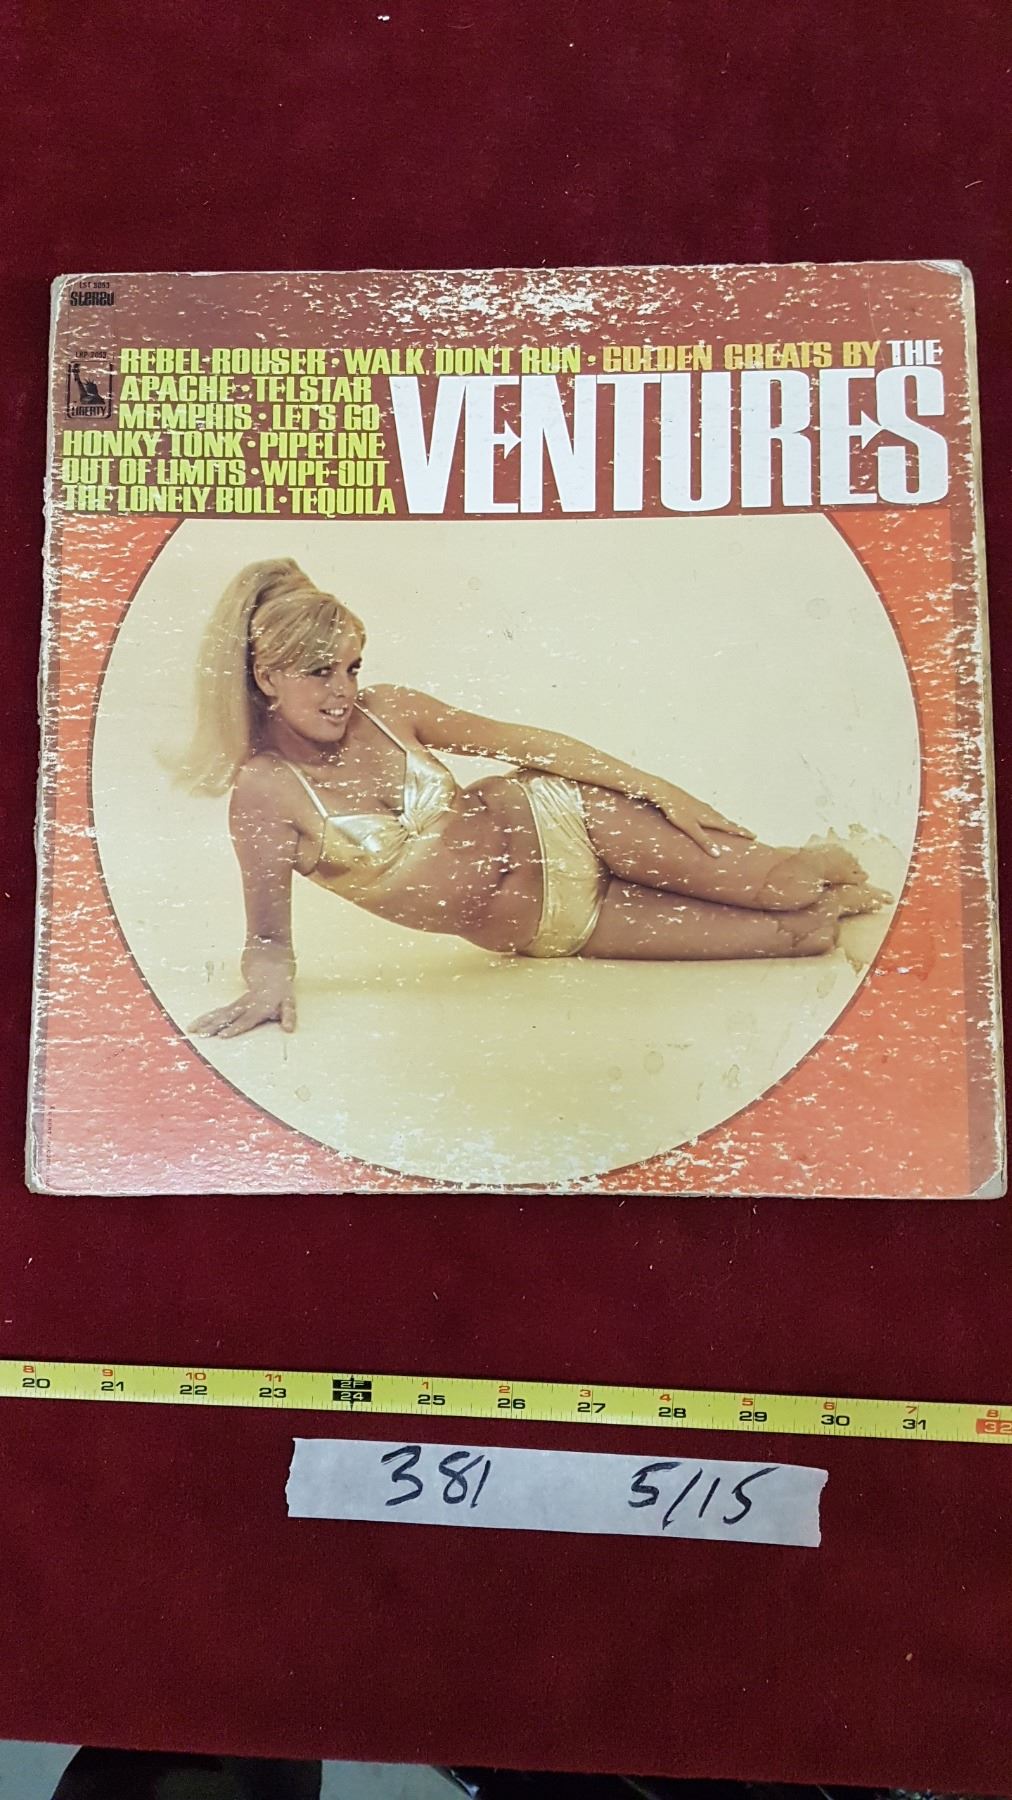 LST 8053
STEREO
LRP 2053
LIBERTY
REBEL-ROUSER • WALK, DON'T RUN • GOLDEN GREATS BY THE
APACHE • TELSTAR
VENTURES
MEMPHIS • LET'S GO
HONKY TONK • PIPELINE
OUT OF LIMITS • WIPE-OUT
THE LONELY BULL • TEQUILA
8 9 10 11 2F 1 2 3 4 5 6 7 8
20 21 22 23 24 25 26 27 28 29 30 31 32
381 5/15